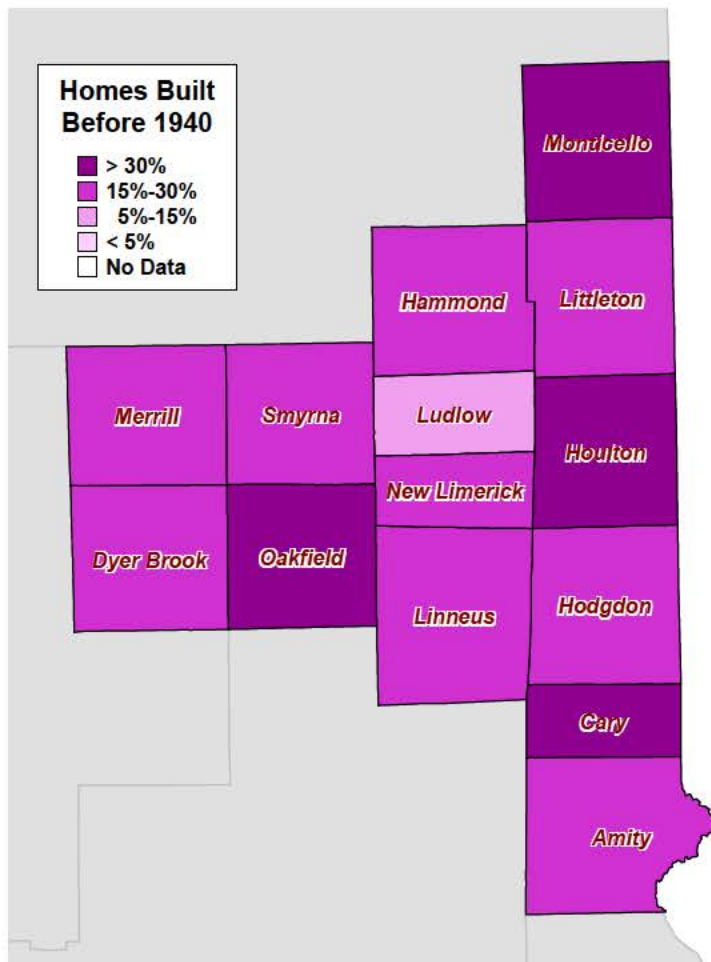 Homes Built
Before 1940
> 30%
15%-30%
5%-15%
< 5%
No Data
Monticello
Hammond
Littleton
Merrill
Smyrna
Ludlow
Houlton
New Limerick
Dyer Brook
Oakfield
Linneus
Hodgdon
Cary
Amity